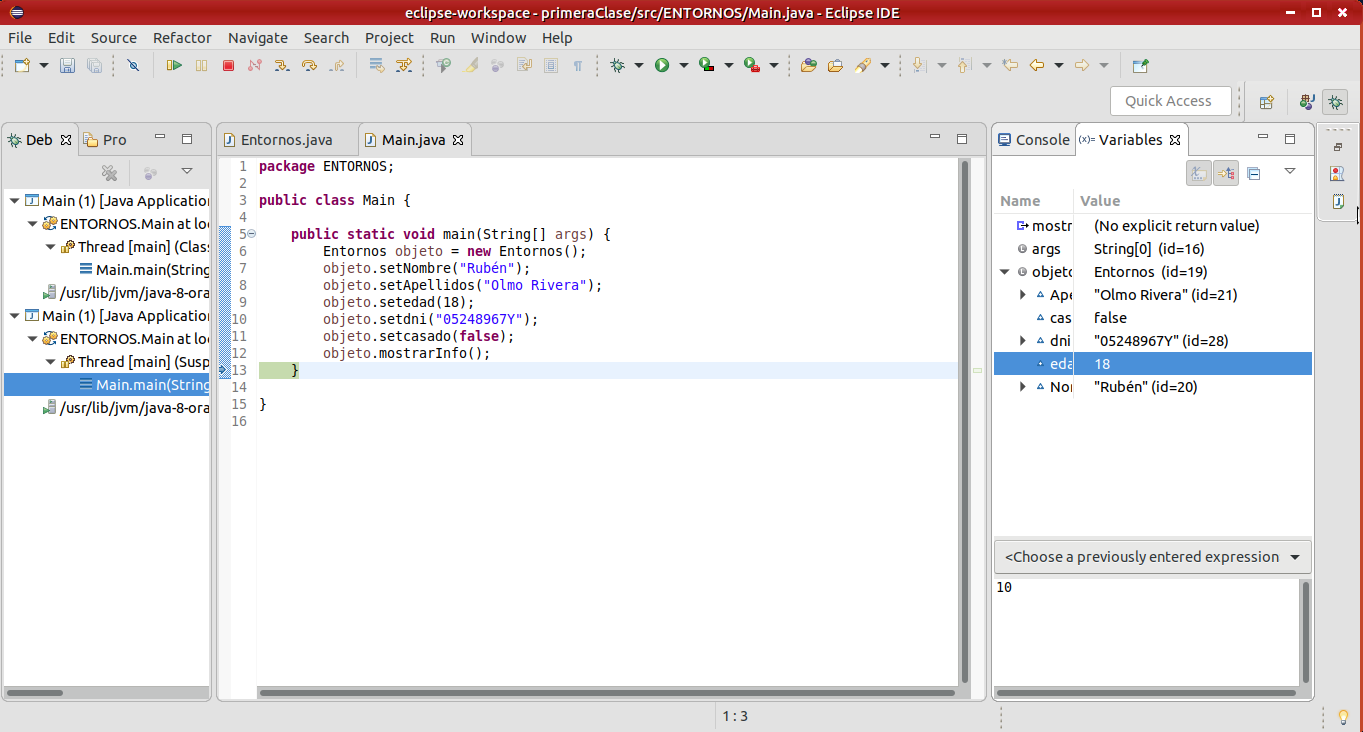 eclipse-workspace - primeraClase/src/ENTORNOS/Main.java - Eclipse IDE
File Edit Source Refactor Navigate Search Project Run Window Help
Quick Access
Deb Pro
Main (1) [Java Application
ENTORNOS.Main at loc
Thread [main] (Clas
Main.main(String
/usr/lib/jvm/java-8-ora
Main (1) [Java Application
ENTORNOS.Main at loc
Thread [main] (Susp
Main.main(String
/usr/lib/jvm/java-8-ora
Entornos.java Main.java
1 package ENTORNOS;
2
3 public class Main {
4
5 public static void main(String[] args) {
6 Entornos objeto = new Entornos();
7 objeto.setNombre("Rubén");
8 objeto.setApellidos("Olmo Rivera");
9 objeto.setedad(18);
10 objeto.setdni("05248967Y");
11 objeto.setcasado(false);
12 objeto.mostrarInfo();
13 }
14
15 }
16
Console (x)= Variables
Name Value
mostr (No explicit return value)
args String[0] (id=16)
objeto Entornos (id=19)
Ape "Olmo Rivera" (id=21)
cas false
dni "05248967Y" (id=28)
eda 18
Nor "Rubén" (id=20)
<Choose a previously entered expression
10
1 : 3